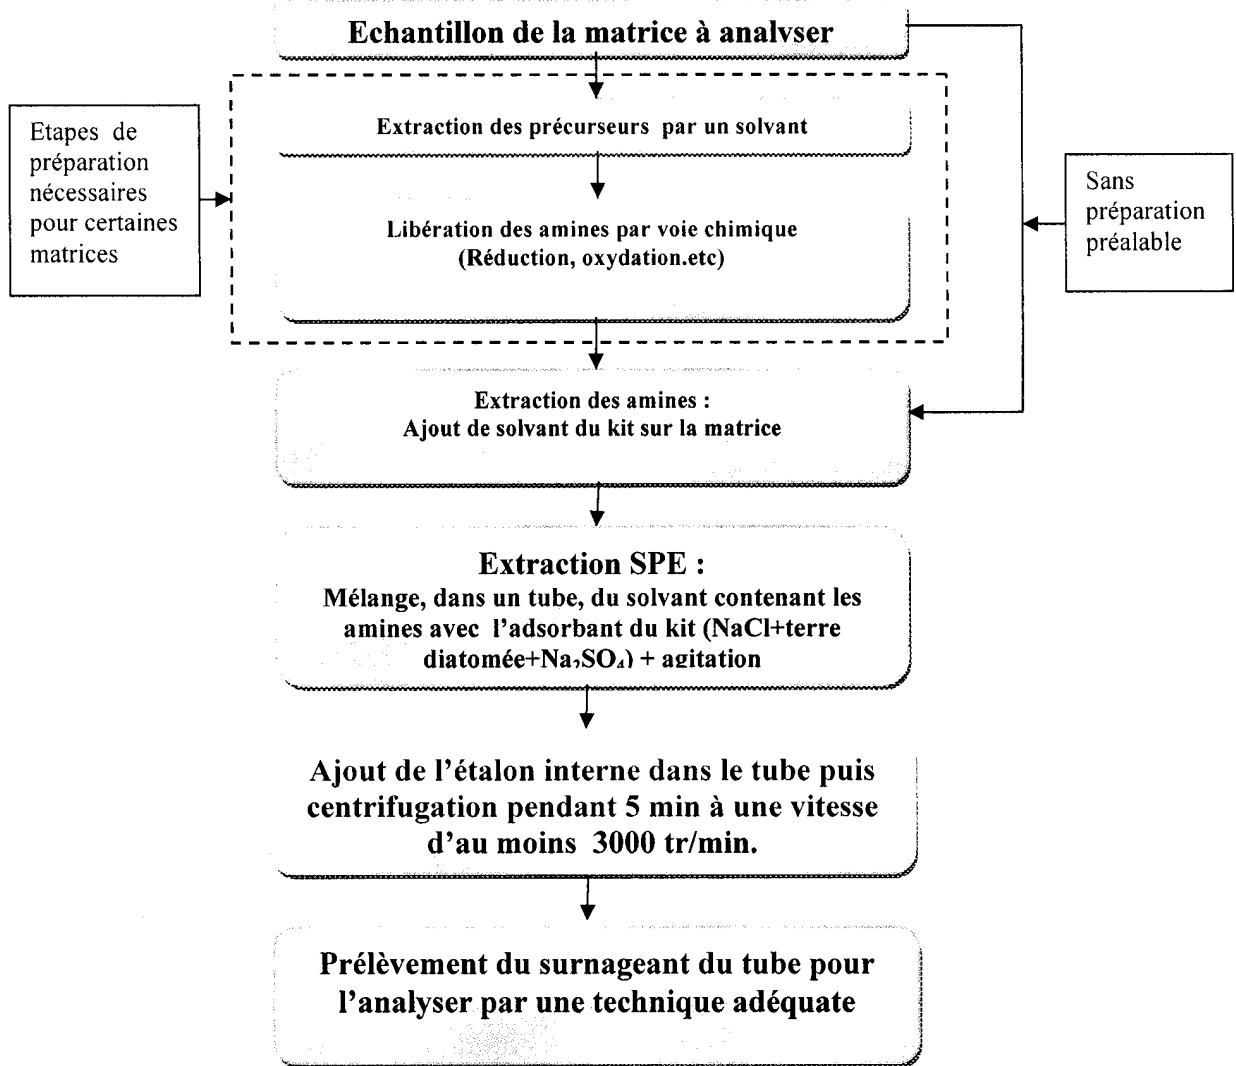 Echantillon de la matrice à analyser
Extraction des précurseurs par un solvant
Etapes de
préparation
nécessaires
pour certaines
matrices
Libération des amines par voie chimique
(Réduction, oxydation.etc)
Sans
préparation
préalable
Extraction des amines :
Ajout de solvant du kit sur la matrice
Extraction SPE :
Mélange, dans un tube, du solvant contenant les
amines avec l'adsorbant du kit (NaCl+terre
diatomée+Na₂SO₄) + agitation
Ajout de l'étalon interne dans le tube puis
centrifugation pendant 5 min à une vitesse
d'au moins 3000 tr/min.
Prélèvement du surnageant du tube pour
l'analyser par une technique adéquate